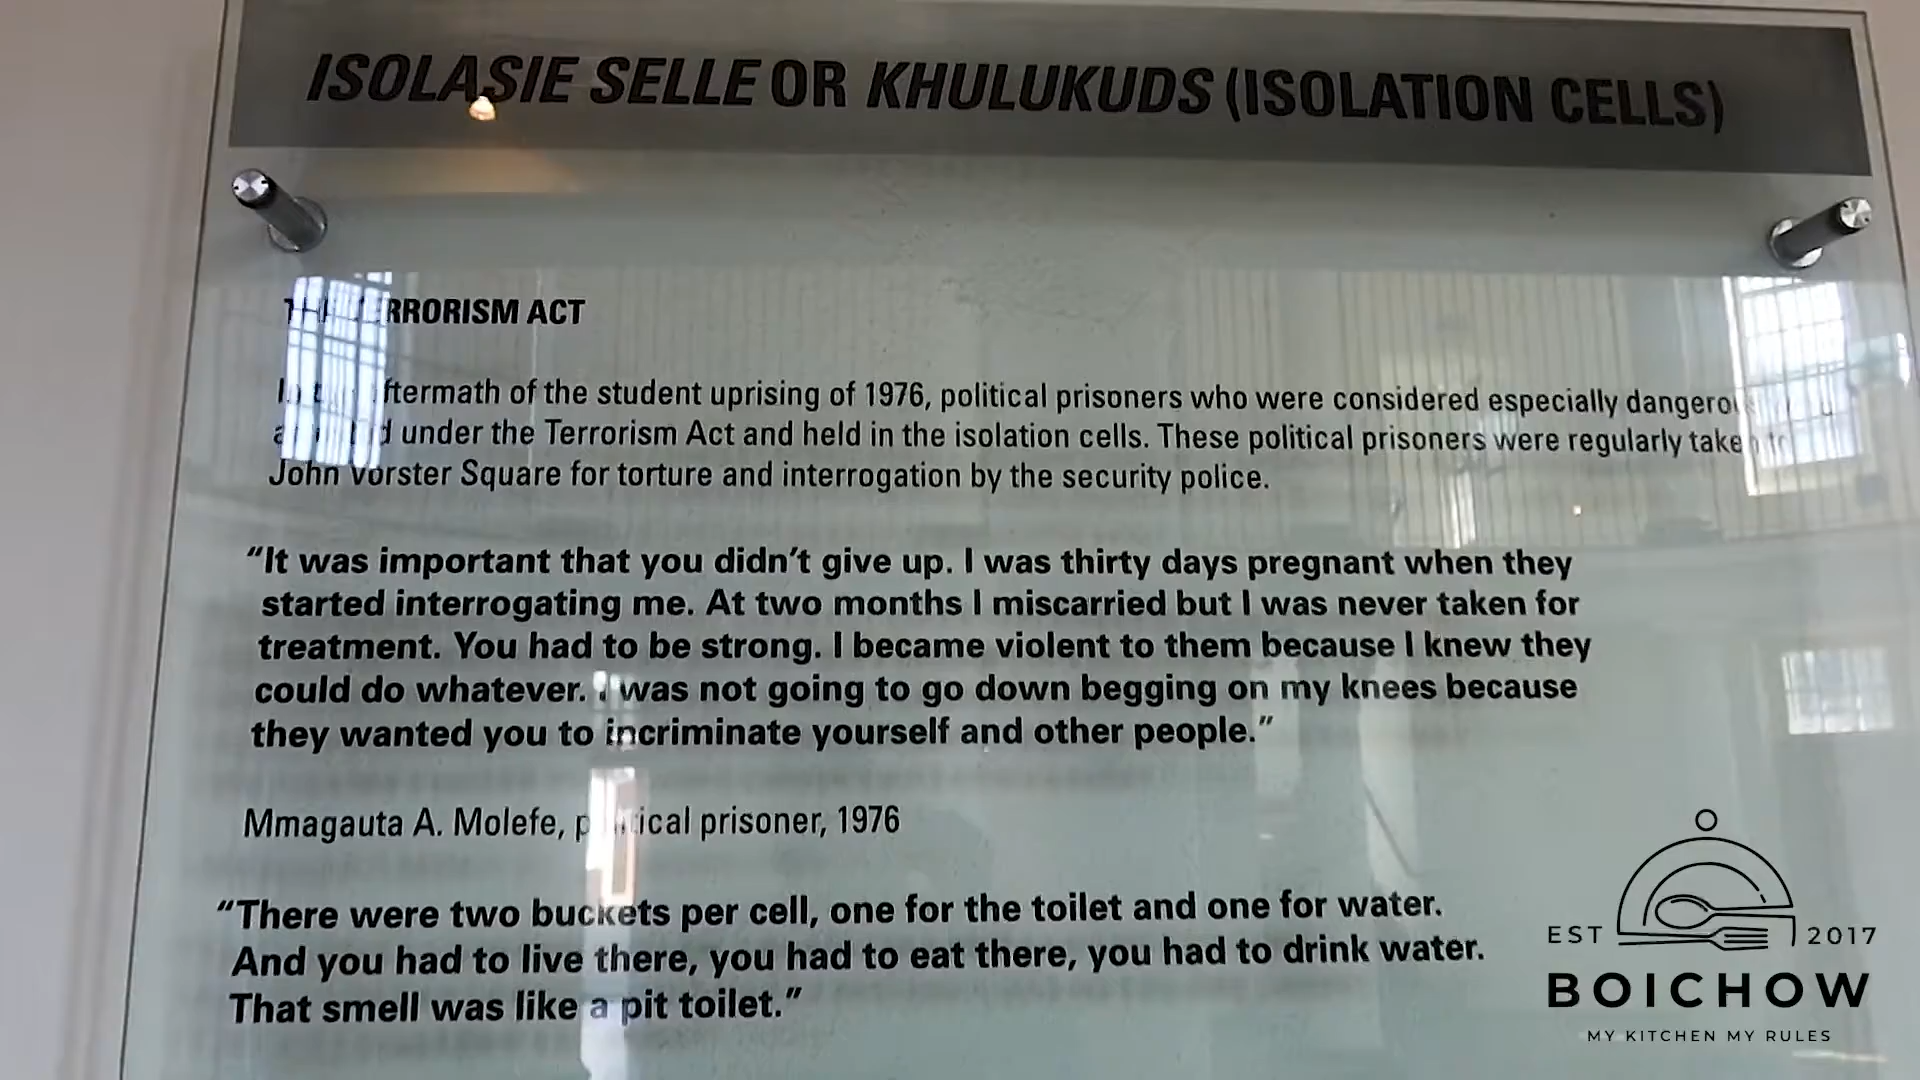 ISOLASIE SELLE OR KHULUKUDS (ISOLATION CELLS)
THE TERRORISM ACT
In the aftermath of the student uprising of 1976, political prisoners who were considered especially dangerous
under the Terrorism Act and held in the isolation cells. These political prisoners were regularly taken to
John Vorster Square for torture and interrogation by the security police.
“It was important that you didn’t give up. I was thirty days pregnant when they
started interrogating me. At two months I miscarried but I was never taken for
treatment. You had to be strong. I became violent to them because I knew they
could do whatever. I was not going to go down begging on my knees because
they wanted you to incriminate yourself and other people.”
Mmagauta A. Molefe, political prisoner, 1976
“There were two buckets per cell, one for the toilet and one for water.
And you had to live there, you had to eat there, you had to drink water.
That smell was like a pit toilet.”
EST 2017
BOICHOW
MY KITCHEN MY RULES